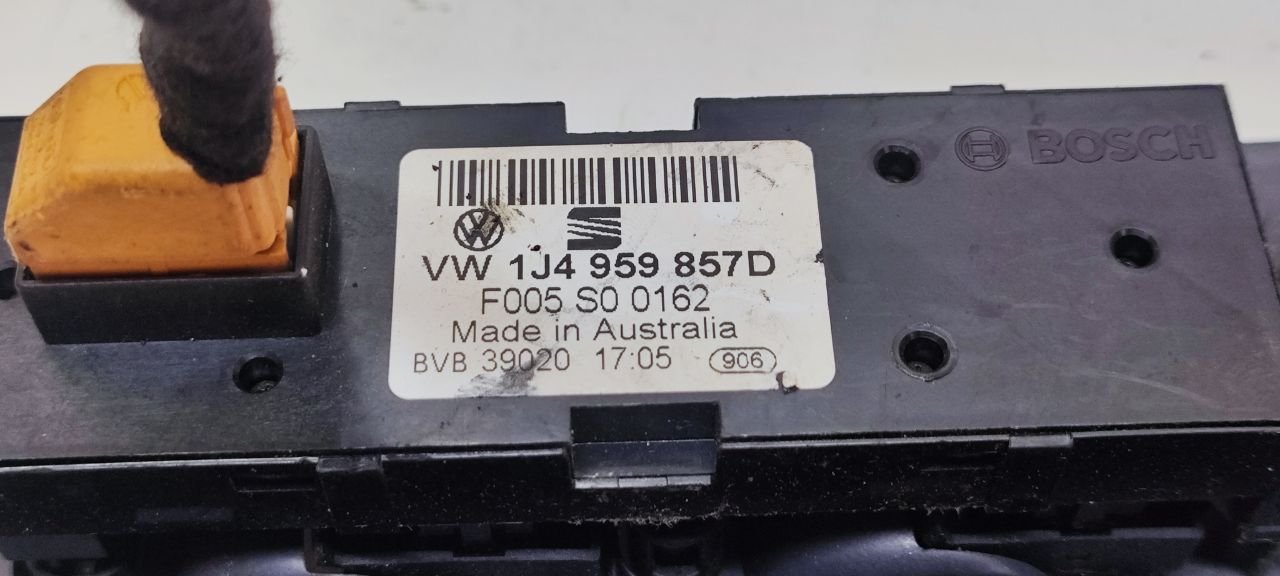 BOSCH
VW 1J4 959 857D
F005 S0 0162
Made in Australia
BVB 39020 17:05 906